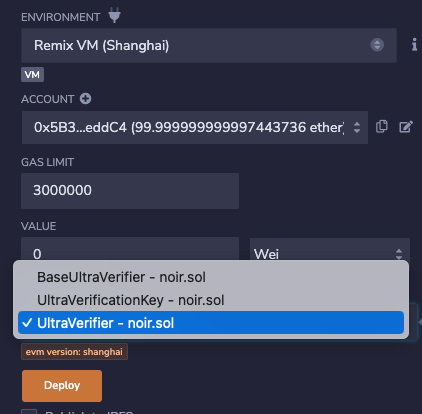 ENVIRONMENT
Remix VM (Shanghai)
VM
ACCOUNT
0x5B3...eddC4 (99.999999999997443736 ether)
GAS LIMIT
3000000
VALUE
0
Wei
BaseUltraVerifier - noir.sol
UltraVerificationKey - noir.sol
✓ UltraVerifier - noir.sol
evm version: shanghai
Deploy